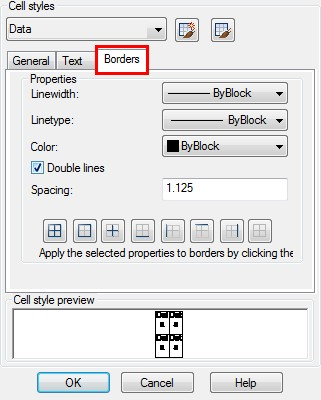 Cell styles
Data
General Text Borders
Properties
Linewidth: ByBlock
Linetype: ByBlock
Color: ByBlock
Double lines
Spacing: 1.125
Apply the selected properties to borders by clicking the
Cell style preview
OK Cancel Help